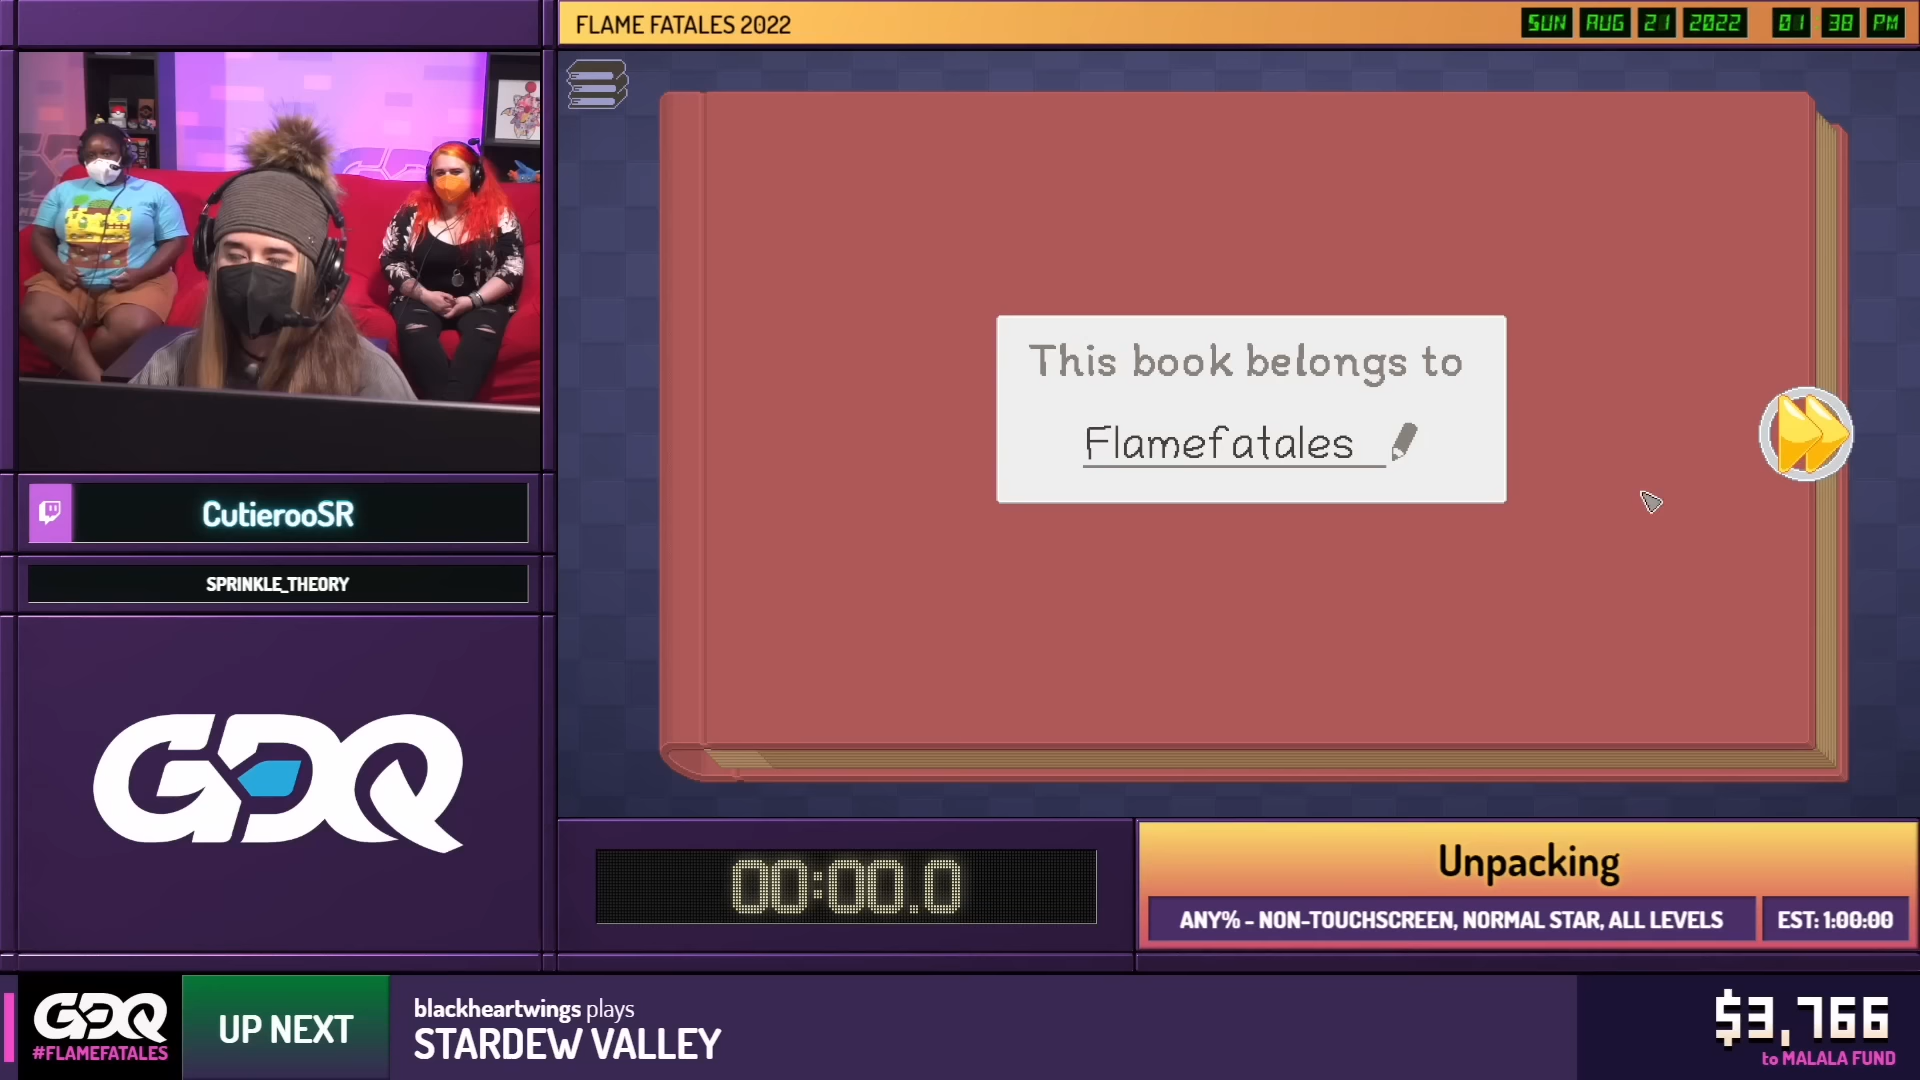 FLAME FATALES 2022
SUN AUG 21 2022 01 38 PM
This book belongs to
Flamefatales
CutierooSR
SPRINKLE_THEORY
GDQ
00:00.0
Unpacking
ANY% - NON-TOUCHSCREEN, NORMAL STAR, ALL LEVELS
EST: 1:00:00
GDQ
#FLAMEFATALES
UP NEXT
blackheartwings plays
STARDEW VALLEY
$3,766
to MALALA FUND